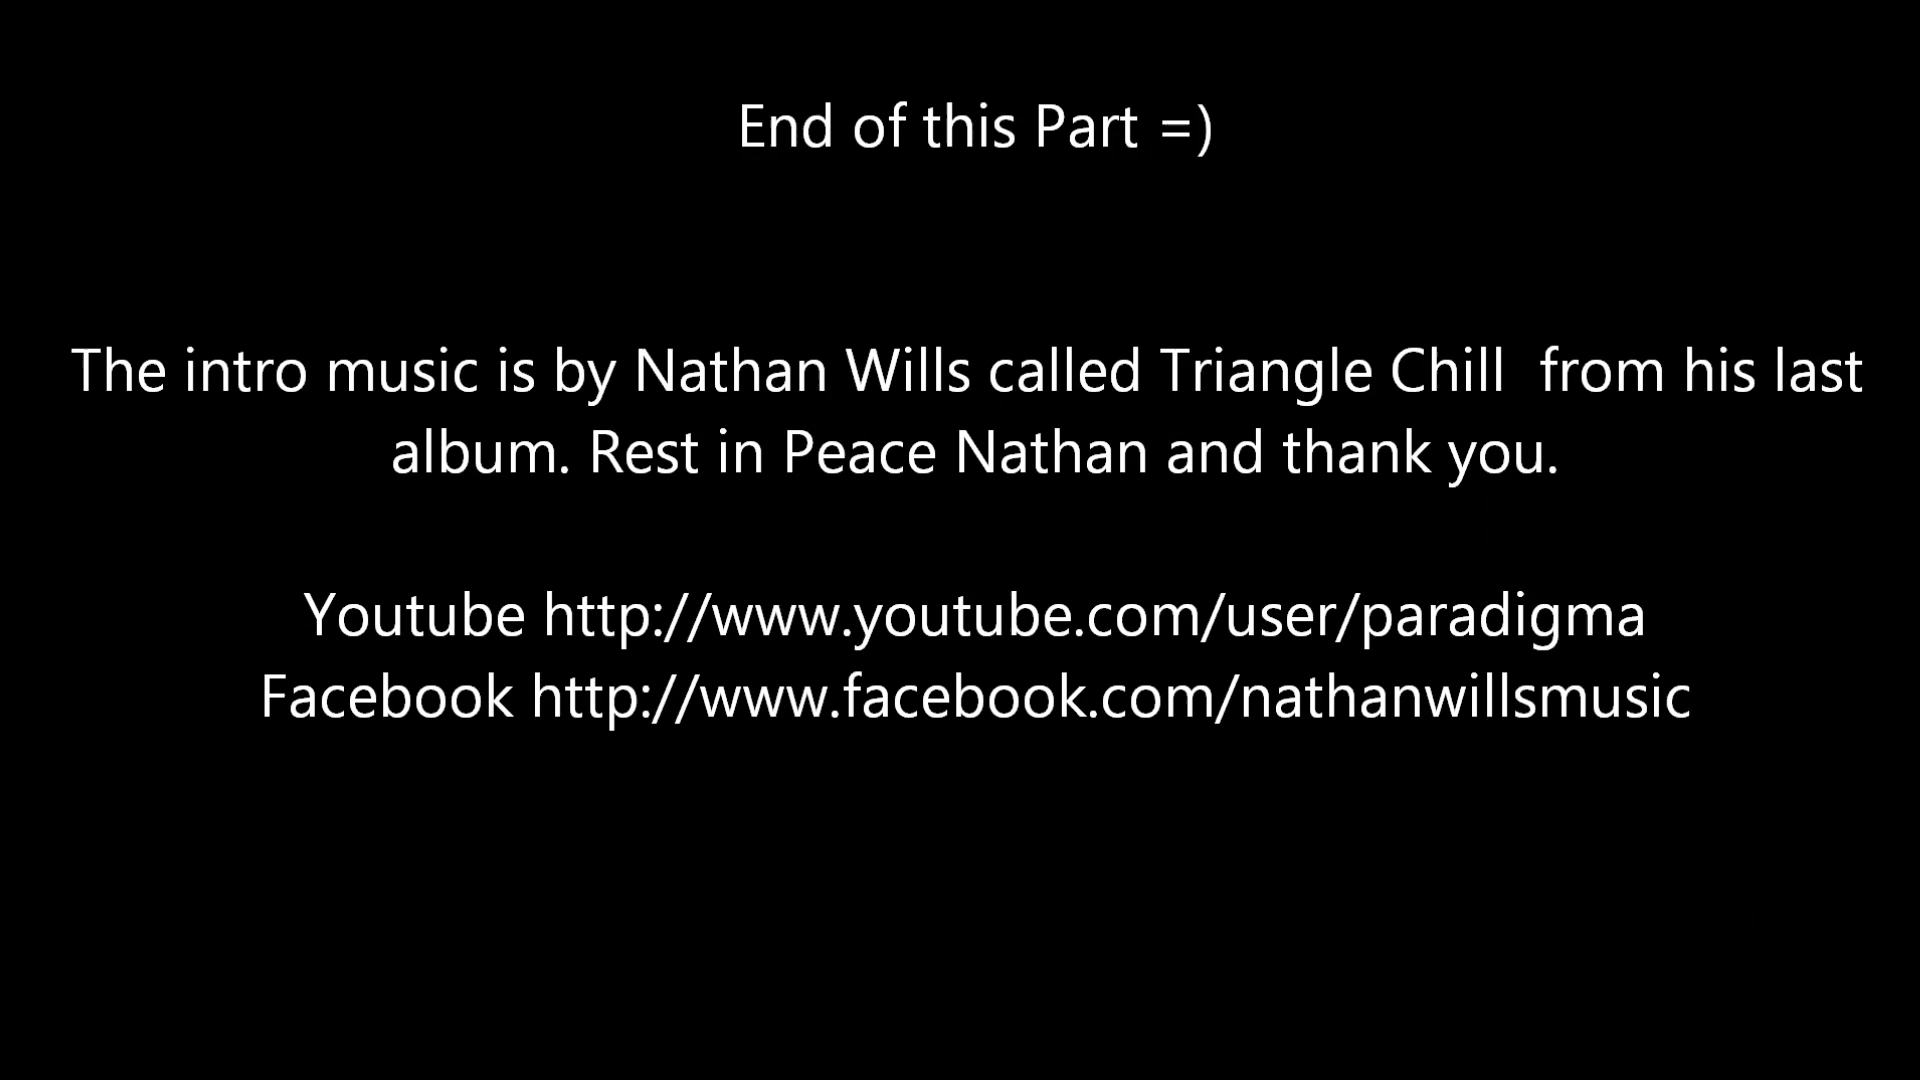 End of this Part =)
The intro music is by Nathan Wills called Triangle Chill  from his last
album. Rest in Peace Nathan and thank you.
Youtube http://www.youtube.com/user/paradigma
Facebook http://www.facebook.com/nathanwillsmusic